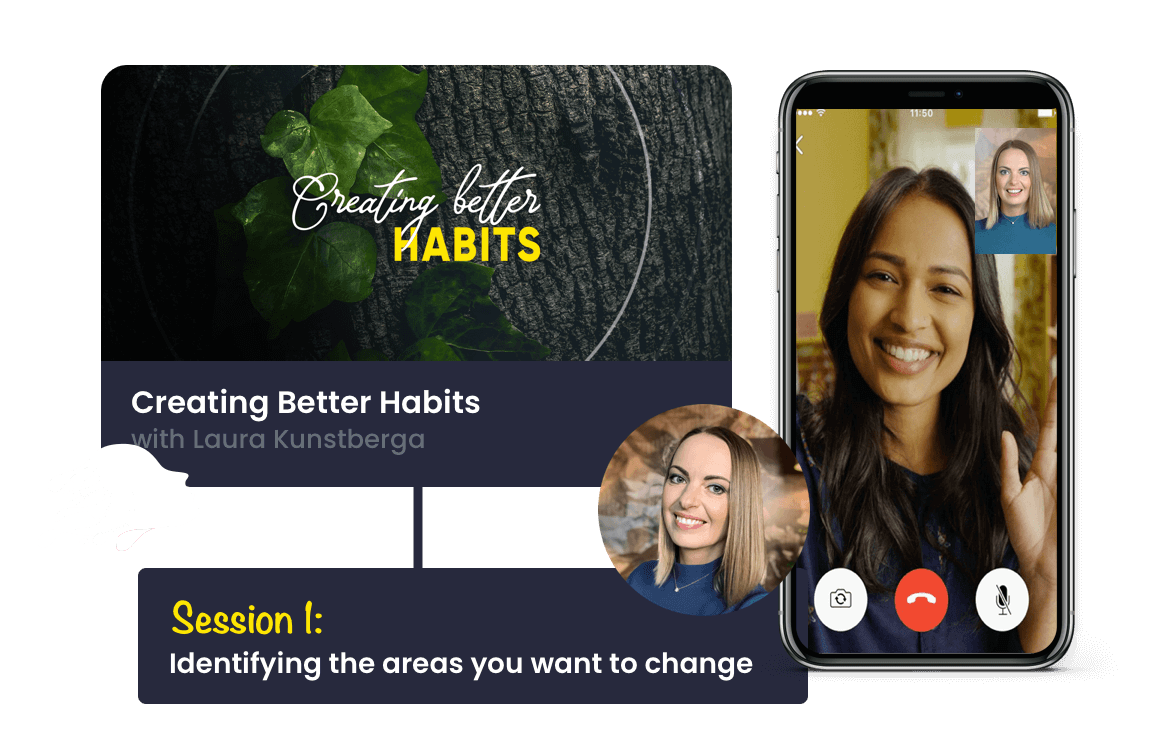 Creating better
HABITS
Creating Better Habits
with Laura Kunstberga
Session 1:
Identifying the areas you want to change
11:50